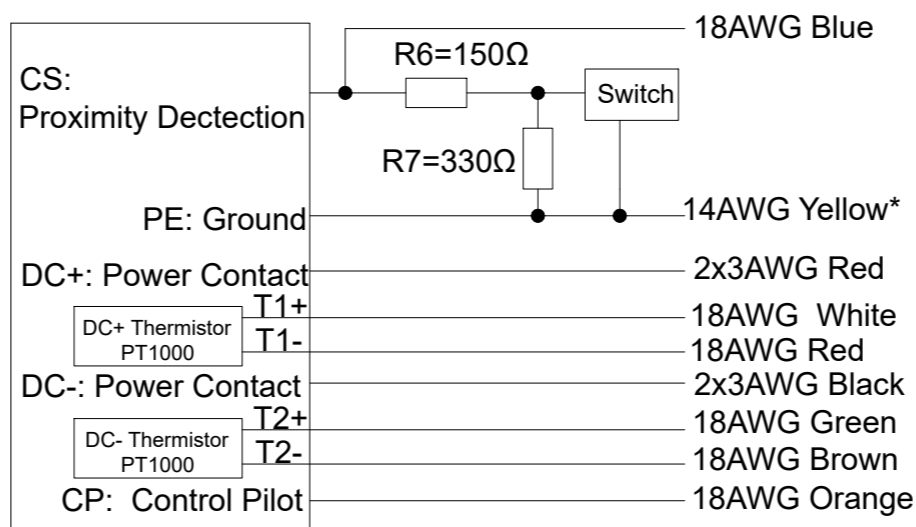 18AWG Blue
R6=150Ω
CS:
Proximity Dectection
Switch
R7=330Ω
PE: Ground
14AWG Yellow*
DC+: Power Contact
2x3AWG Red
T1+
18AWG White
DC+ Thermistor
PT1000
T1-
18AWG Red
DC-: Power Contact
2x3AWG Black
T2+
18AWG Green
DC- Thermistor
PT1000
T2-
18AWG Brown
CP: Control Pilot
18AWG Orange